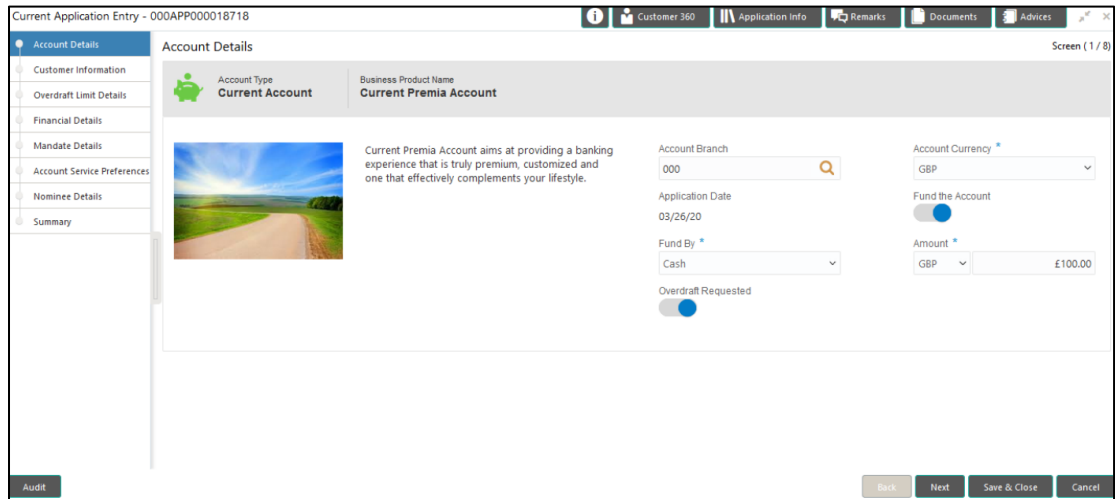 Current Application Entry - 000APP000018718
i
Customer 360
Application Info
Remarks
Documents
Advices
Account Details
Customer Information
Overdraft Limit Details
Financial Details
Mandate Details
Account Service Preferences
Nominee Details
Summary
Account Details
Screen ( 1 / 8)
Account Type
Current Account
Business Product Name
Current Premia Account
Current Premia Account aims at providing a banking
experience that is truly premium, customized and
one that effectively complements your lifestyle.
Account Branch
000
Account Currency *
GBP
Application Date
03/26/20
Fund the Account
Fund By *
Cash
Amount *
GBP
£100.00
Overdraft Requested
Audit
Back
Next
Save & Close
Cancel